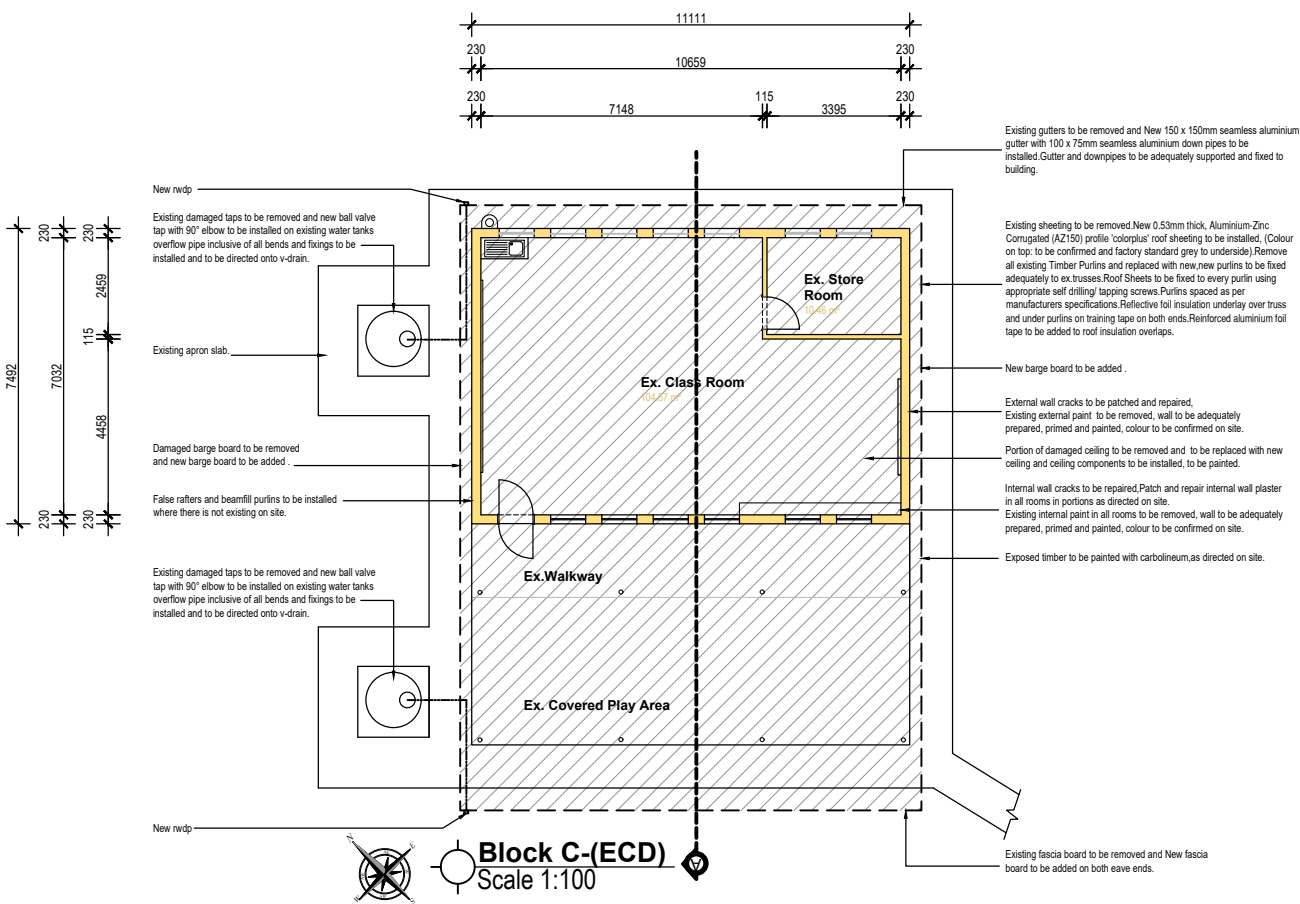 11111
230
230
10659
230
115
230
7148
3395
New rwdp
Existing damaged taps to be removed and new ball valve
tap with 90° elbow to be installed on existing water tanks
overflow pipe inclusive of all bends and fixings to be
installed and to be directed onto v-drain.
Existing apron slab.
Damaged barge board to be removed
and new barge board to be added .
False rafters and beamfill purlins to be installed
where there is not existing on site.
Existing damaged taps to be removed and new ball valve
tap with 90° elbow to be installed on existing water tanks
overflow pipe inclusive of all bends and fixings to be
installed and to be directed onto v-drain.
New rwdp
7492
230
7032
230
230
2459
115
4458
230
Ex. Store
Room
10.46 m²
Ex. Class Room
104.67 m²
Ex.Walkway
Ex. Covered Play Area
Existing gutters to be removed and New 150 x 150mm seamless aluminium
gutter with 100 x 75mm seamless aluminium down pipes to be
installed.Gutter and downpipes to be adequately supported and fixed to
building.
Existing sheeting to be removed.New 0.53mm thick, Aluminium-Zinc
Corrugated (AZ150) profile 'colorplus' roof sheeting to be installed, (Colour
on top: to be confirmed and factory standard grey to underside).Remove
all existing Timber Purlins and replaced with new,new purlins to be fixed
adequately to ex.trusses.Roof Sheets to be fixed to every purlin using
appropriate self drilling/ tapping screws.Purlins spaced as per
manufacturers specifications.Reflective foil insulation underlay over truss
and under purlins on training tape on both ends.Reinforced aluminium foil
tape to be added to roof insulation overlaps.
New barge board to be added .
External wall cracks to be patched and repaired,
Existing external paint to be removed, wall to be adequately
prepared, primed and painted, colour to be confirmed on site.
Portion of damaged ceiling to be removed and to be replaced with new
ceiling and ceiling components to be installed, to be painted.
Internal wall cracks to be repaired,Patch and repair internal wall plaster
in all rooms in portions as directed on site.
Existing internal paint in all rooms to be removed, wall to be adequately
prepared, primed and painted, colour to be confirmed on site.
Exposed timber to be painted with carbolineum,as directed on site.
Existing fascia board to be removed and New fascia
board to be added on both eave ends.
N
E
S
W
Block C-(ECD)
Scale 1:100
A